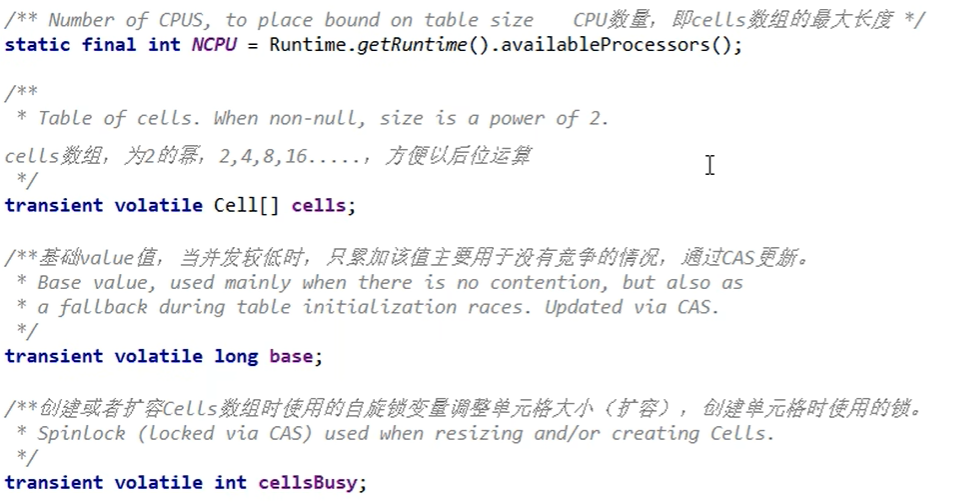 /** Number of CPUS, to place bound on table size CPU数量，即cells数组的最大长度 */
static final int NCPU = Runtime.getRuntime().availableProcessors();
/**
* Table of cells. When non-null, size is a power of 2.
cells数组，为2的幂，2,4,8,16.....，方便以后位运算
*/
transient volatile Cell[] cells;
/**基础value值，当并发较低时，只累加该值主要用于没有竞争的情况，通过CAS更新。
* Base value, used mainly when there is no contention, but also as
* a fallback during table initialization races. Updated via CAS.
*/
transient volatile long base;
/**创建或者扩容Cells数组时使用的自旋锁变量调整单元格大小（扩容），创建单元格时使用的锁。
* Spinlock (locked via CAS) used when resizing and/or creating Cells.
*/
transient volatile int cellsBusy;